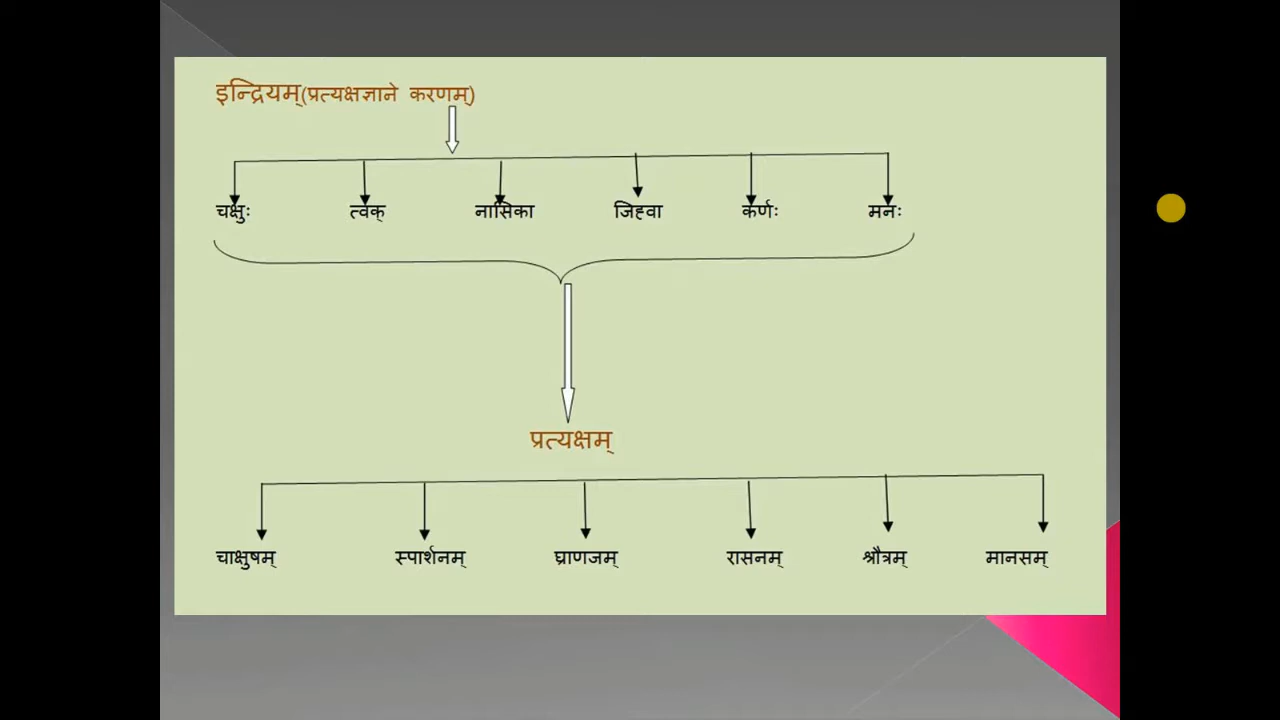 इन्द्रियम्(प्रत्यक्षज्ञाने करणम्)
चक्षुः त्वक् नासिका जिह्वा कर्णः मनः
प्रत्यक्षम्
चाक्षुषम् स्पार्शनम् घ्राणजम् रासनम् श्रौत्रम् मानसम्